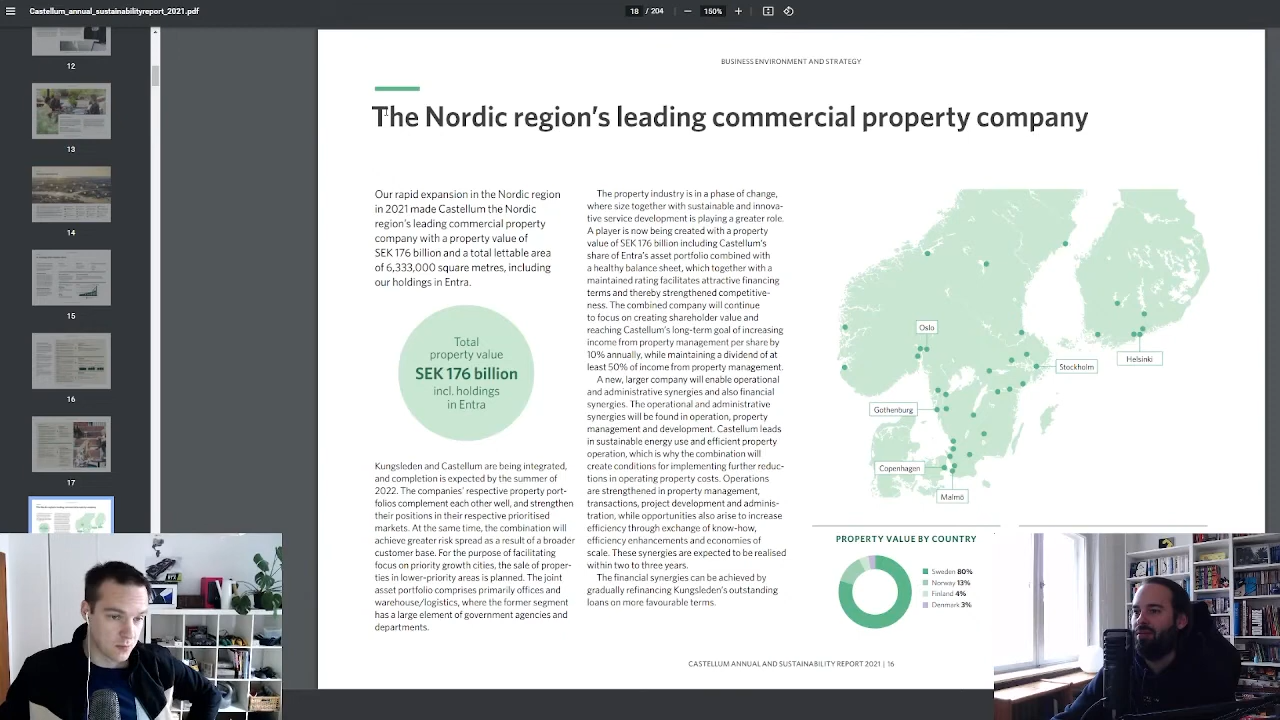 Castellum_annual_sustainabilityreport_2021.pdf
18 / 204
150%
12
13
14
15
16
17
BUSINESS ENVIRONMENT AND STRATEGY
The Nordic region's leading commercial property company
Our rapid expansion in the Nordic region
in 2021 made Castellum the Nordic
region's leading commercial property
company with a property value of
SEK 176 billion and a total lettable area
of 6,333,000 square metres, including
our holdings in Entra.
Total
property value
SEK 176 billion
incl. holdings
in Entra
Kungsleden and Castellum are being integrated,
and completion is expected by the summer of
2022. The companies' respective property port-
folios complement each other well, and strengthen
their positions in their respective prioritised
markets. At the same time, the combination will
achieve greater risk spread as a result of a broader
customer base. For the purpose of facilitating
focus on priority growth cities, the sale of proper-
ties in lower-priority areas is planned. The joint
asset portfolio comprises primarily offices and
warehouse/logistics, where the former segment
has a large element of government agencies and
departments.
The property industry is in a phase of change,
where size together with sustainable and innova-
tive service development is playing a greater role.
A player is now being created with a property
value of SEK 176 billion including Castellum's
share of Entra's asset portfolio combined with
a healthy balance sheet, which together with a
maintained rating facilitates attractive financing
terms and thereby strengthened competitive-
ness. The combined company will continue
to focus on creating shareholder value and
reaching Castellum's long-term goal of increasing
income from property management per share by
10% annually, while maintaining a dividend of at
least 50% of income from property management.
A new, larger company will enable operational
and administrative synergies and also financial
synergies. The operational and administrative
synergies will be found in operation, property
management and development. Castellum leads
in sustainable energy use and efficient property
operation, which is why the combination will
create conditions for implementing further reduc-
tions in operating property costs. Operations
are strengthened in property management,
transactions, project development and adminis-
tration, while opportunities also arise to increase
efficiency through exchange of know-how,
efficiency enhancements and economies of
scale. These synergies are expected to be realised
within two to three years.
The financial synergies can be achieved by
gradually refinancing Kungsleden's outstanding
loans on more favourable terms.
Oslo
Stockholm
Helsinki
Gothenburg
Copenhagen
Malmö
PROPERTY VALUE BY COUNTRY
Sweden 80%
Norway 13%
Finland 4%
Denmark 3%
CASTELLUM ANNUAL AND SUSTAINABILITY REPORT 2021 | 16